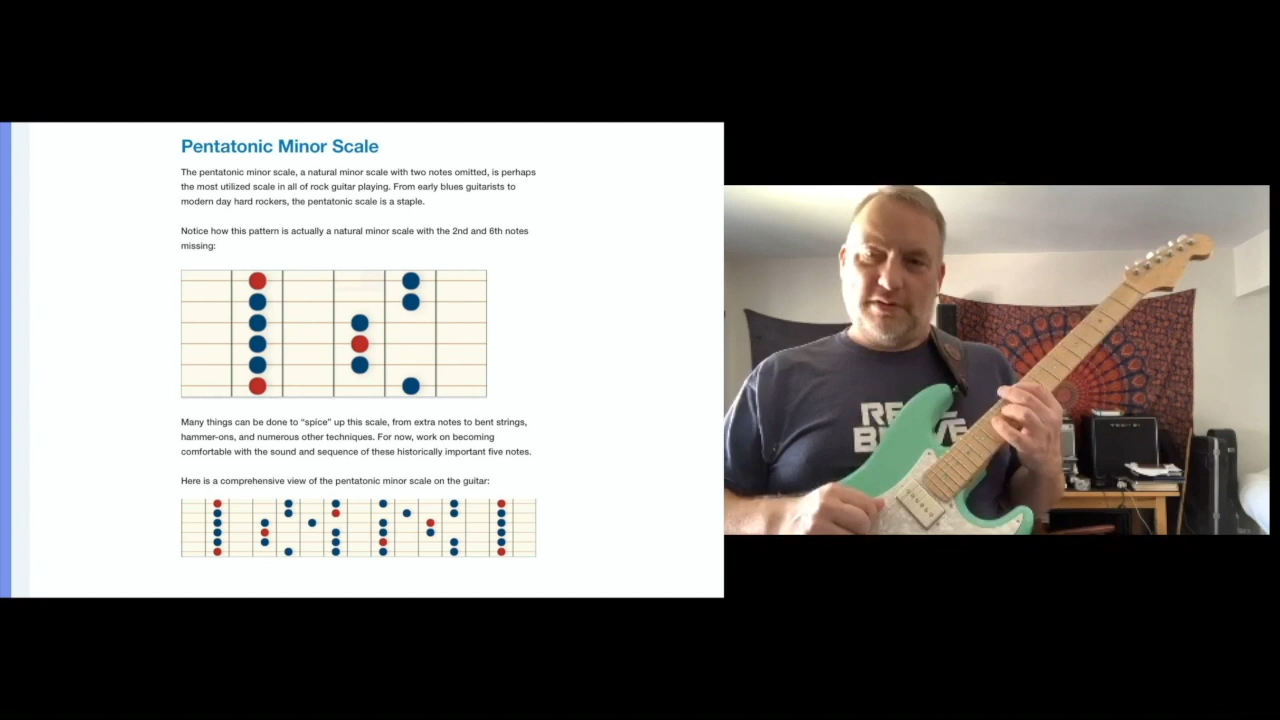 Pentatonic Minor Scale
The pentatonic minor scale, a natural minor scale with two notes omitted, is perhaps
the most utilized scale in all of rock guitar playing. From early blues guitarists to
modern day hard rockers, the pentatonic scale is a staple.
Notice how this pattern is actually a natural minor scale with the 2nd and 6th notes
missing:
Many things can be done to “spice” up this scale, from extra notes to bent strings,
hammer-ons, and numerous other techniques. For now, work on becoming
comfortable with the sound and sequence of these historically important five notes.
Here is a comprehensive view of the pentatonic minor scale on the guitar: